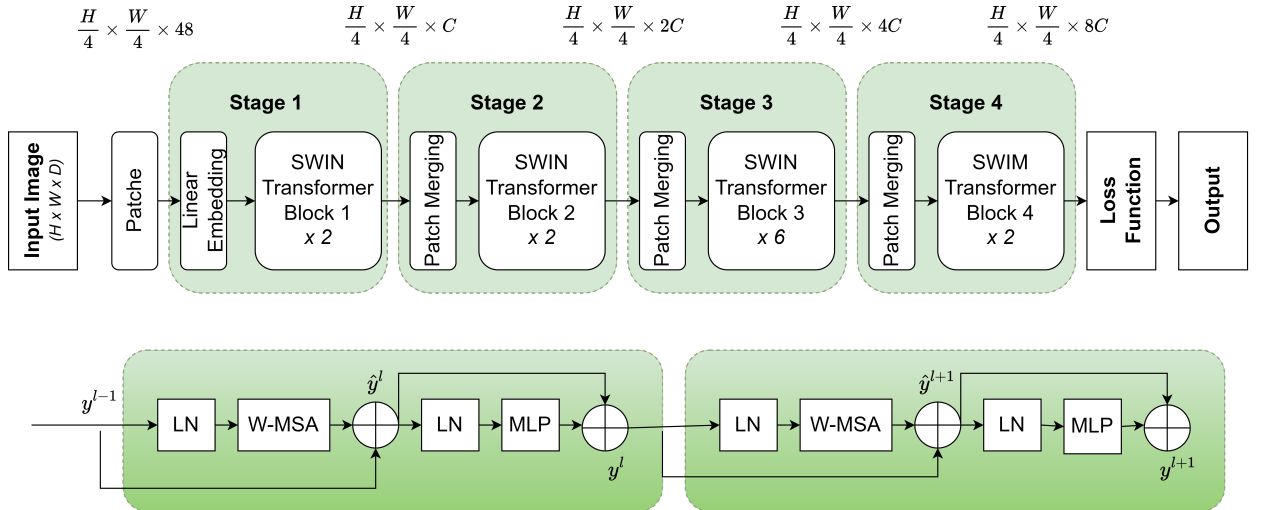 H/4 × W/4 × 48
H/4 × W/4 × C
H/4 × W/4 × 2C
H/4 × W/4 × 4C
H/4 × W/4 × 8C
Input Image
(H x W x D)
Patche
Stage 1
Linear
Embedding
SWIN
Transformer
Block 1
x 2
Stage 2
Patch Merging
SWIN
Transformer
Block 2
x 2
Stage 3
Patch Merging
SWIN
Transformer
Block 3
x 6
Stage 4
Patch Merging
SWIM
Transformer
Block 4
x 2
Loss
Function
Output
y^{l−1}
LN
W-MSA
ŷ^{l}
LN
MLP
y^{l}
LN
W-MSA
ŷ^{l+1}
LN
MLP
y^{l+1}